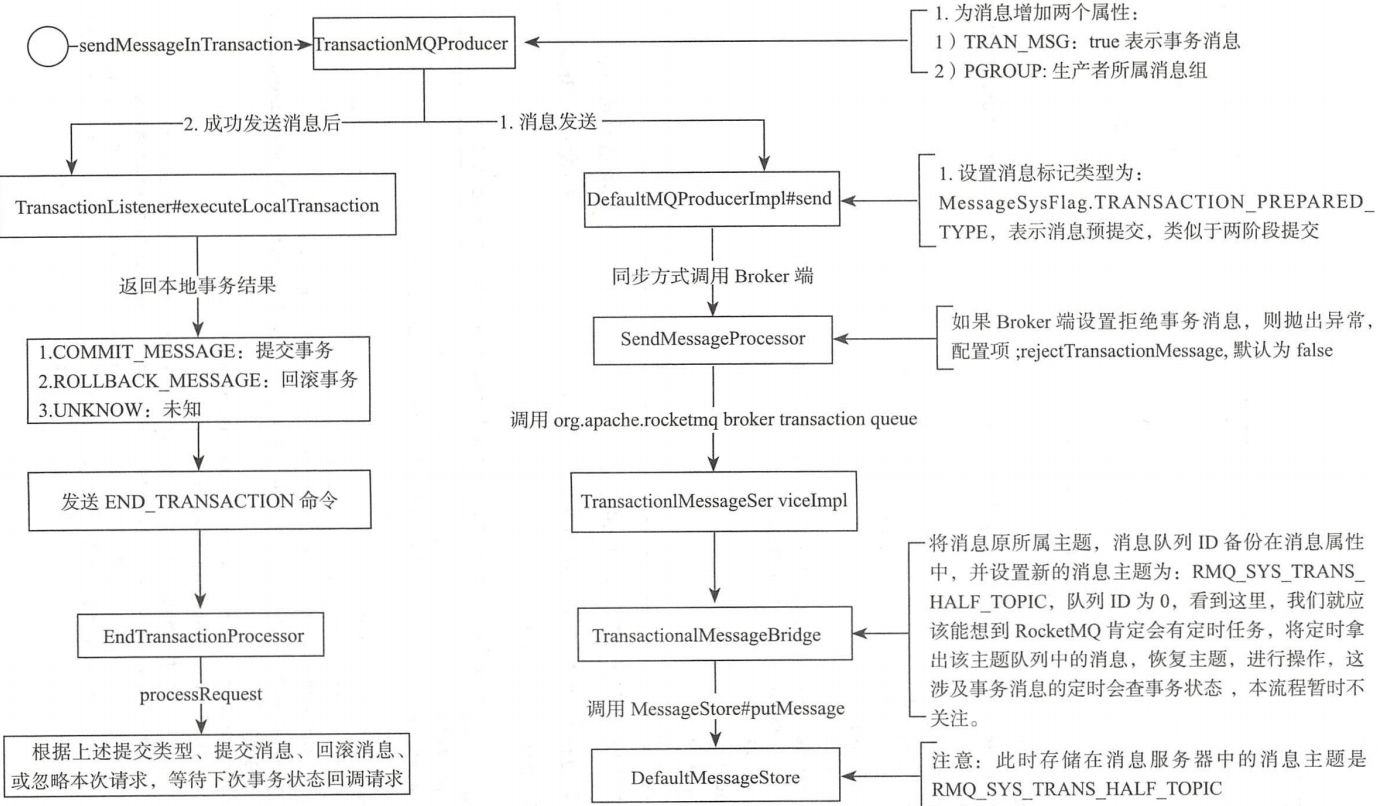 sendMessageInTransaction
TransactionMQProducer
1. 为消息增加两个属性：
1）TRAN_MSG：true 表示事务消息
2）PGROUP: 生产者所属消息组
2. 成功发送消息后
1. 消息发送
TransactionListener#executeLocalTransaction
DefaultMQProducerImpl#send
1. 设置消息标记类型为：
MessageSysFlag.TRANSACTION_PREPARED_
TYPE，表示消息预提交，类似于两阶段提交
返回本地事务结果
同步方式调用 Broker 端
1.COMMIT_MESSAGE：提交事务
2.ROLLBACK_MESSAGE：回滚事务
3.UNKNOW：未知
SendMessageProcessor
如果 Broker 端设置拒绝事务消息，则抛出异常，
配置项 ;rejectTransactionMessage, 默认为 false
调用 org.apache.rocketmq broker transaction queue
发送 END_TRANSACTION 命令
TransactionlMessageSer viceImpl
EndTransactionProcessor
TransactionalMessageBridge
将消息原所属主题，消息队列 ID 备份在消息属性
中，并设置新的消息主题为：RMQ_SYS_TRANS_
HALF_TOPIC，队列 ID 为 0，看到这里，我们就应
该能想到 RocketMQ 肯定会有定时任务，将定时拿
出该主题队列中的消息，恢复主题，进行操作，这
涉及事务消息的定时会查事务状态 ，本流程暂时不
关注。
processRequest
调用 MessageStore#putMessage
根据上述提交类型、提交消息、回滚消息、
或忽略本次请求，等待下次事务状态回调请求
DefaultMessageStore
注意：此时存储在消息服务器中的消息主题是
RMQ_SYS_TRANS_HALF_TOPIC